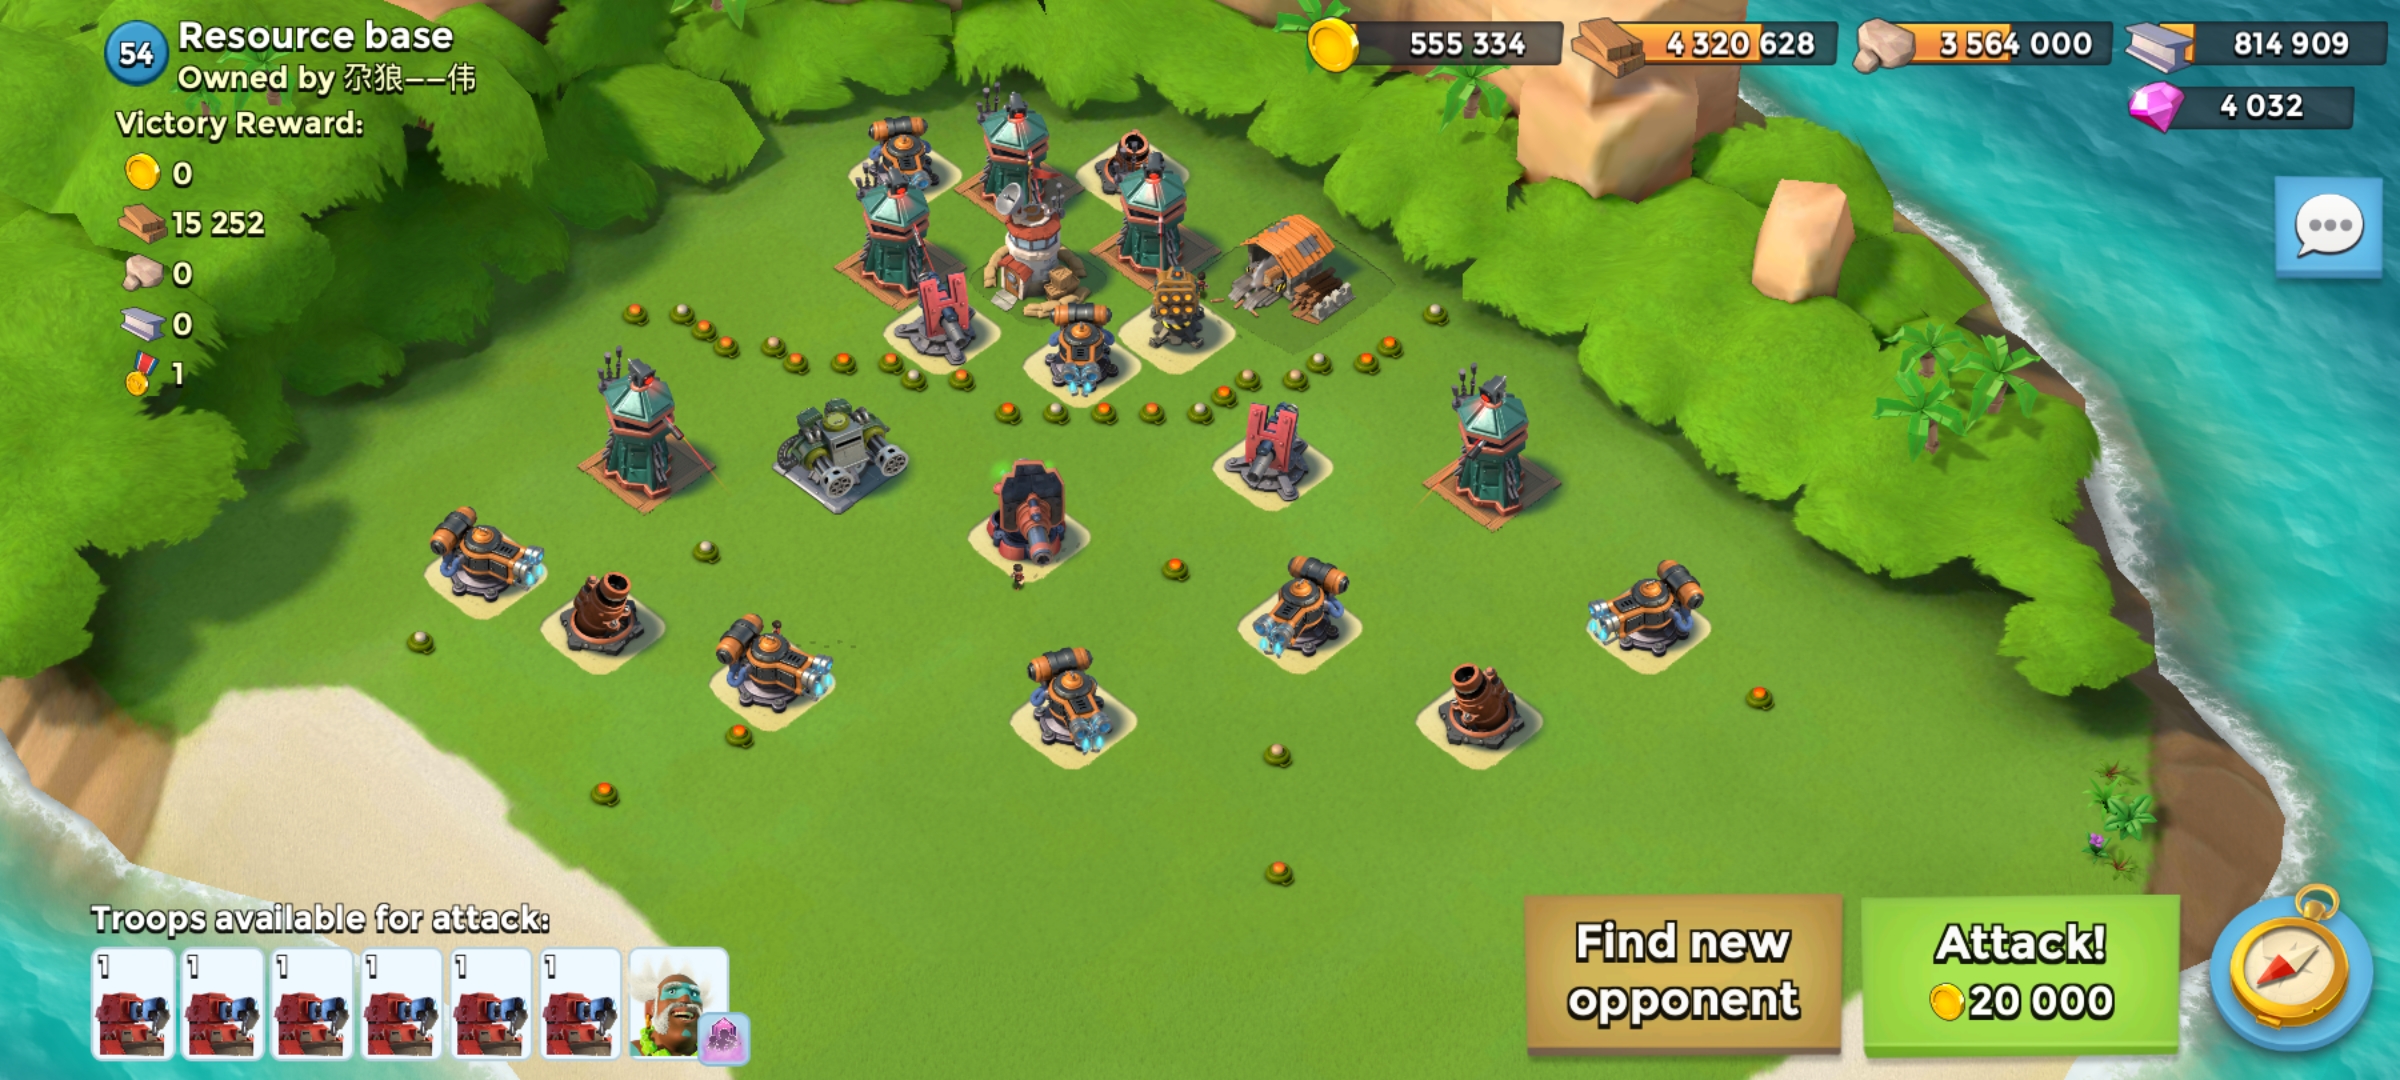 54
Resource base
Owned by 尕狼——伟
Victory Reward:
0
15 252
0
0
1
555 334
4 320 628
3 564 000
814 909
4 032
Troops available for attack:
1 1 1 1 1 1
Find new
opponent
Attack!
20 000